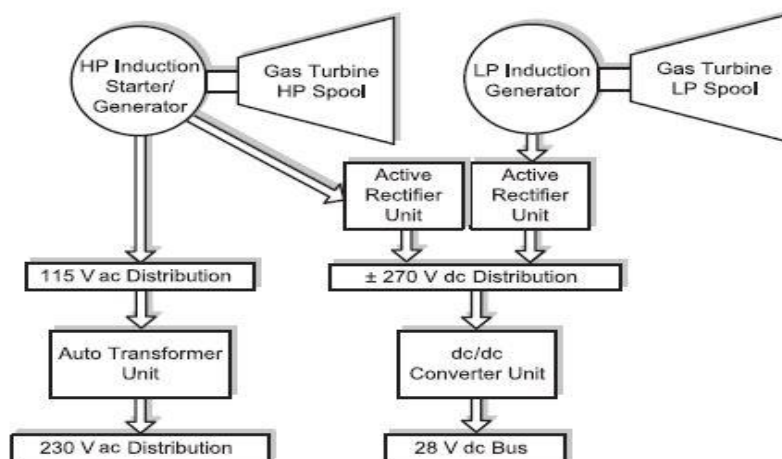 HP Induction
Starter/
Generator
Gas Turbine
HP Spool
LP Induction
Generator
Gas Turbine
LP Spool
Active
Rectifier
Unit
Active
Rectifier
Unit
115 V ac Distribution
± 270 V dc Distribution
Auto Transformer
Unit
dc/dc
Converter Unit
230 V ac Distribution
28 V dc Bus